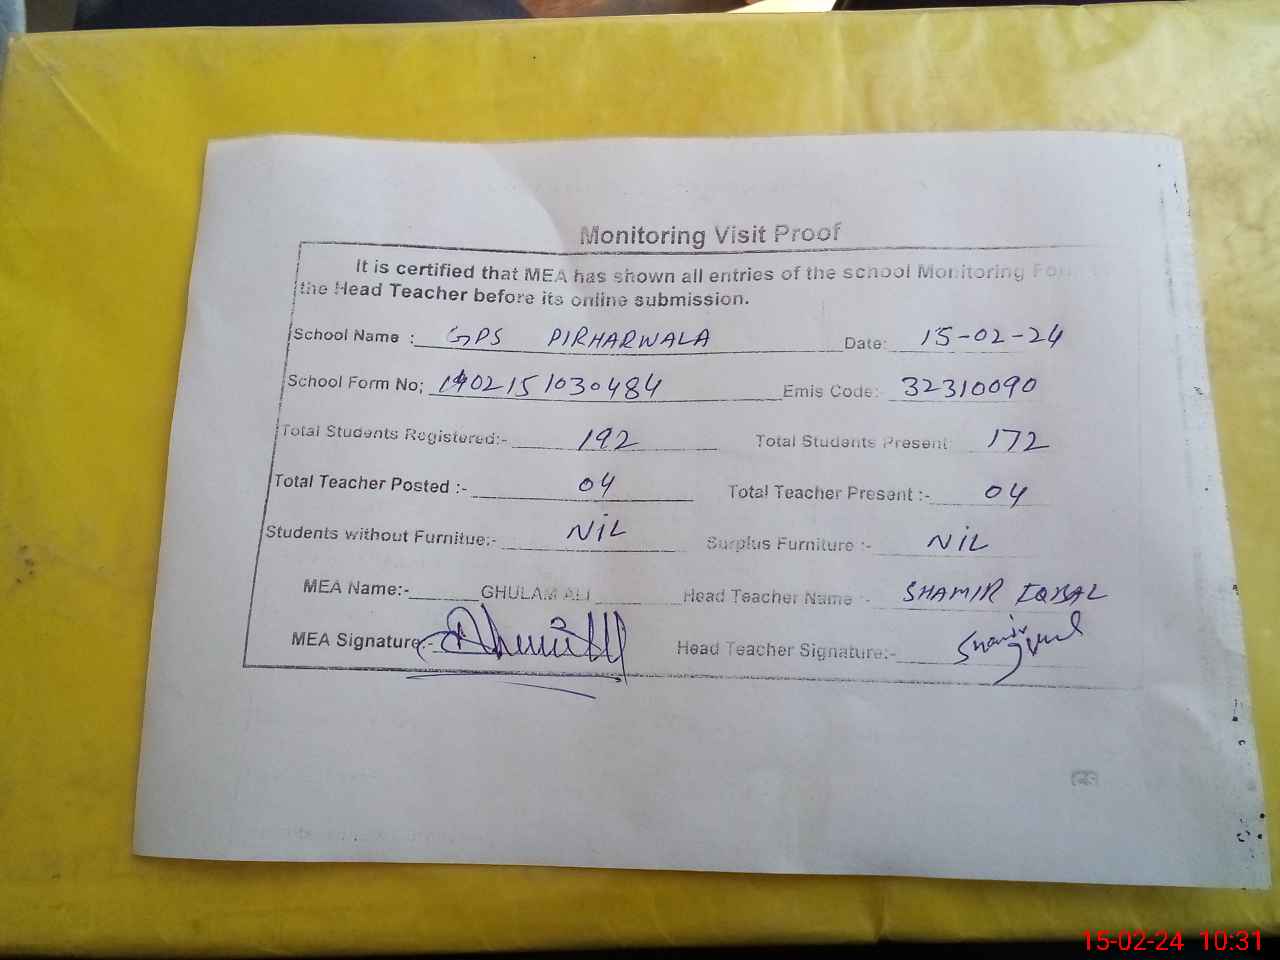 Monitoring Visit Proof
It is certified that MEA has shown all entries of the school Monitoring
the Head Teacher before its online submission.
School Name : GPS PIRHARWALA Date: 15-02-24
School Form No; 1902151030484 Emis Code:- 32310090
Total Students Registered:- 192 Total Students Present 172
Total Teacher Posted :- 04 Total Teacher Present :- 04
Students without Furnitue:- NIL Surplus Furniture :- NIL
MEA Name:- GHULAM ALI Head Teacher Name :- SHAMIR IQBAL
MEA Signature:- Head Teacher Signature:-
15-02-24 10:31